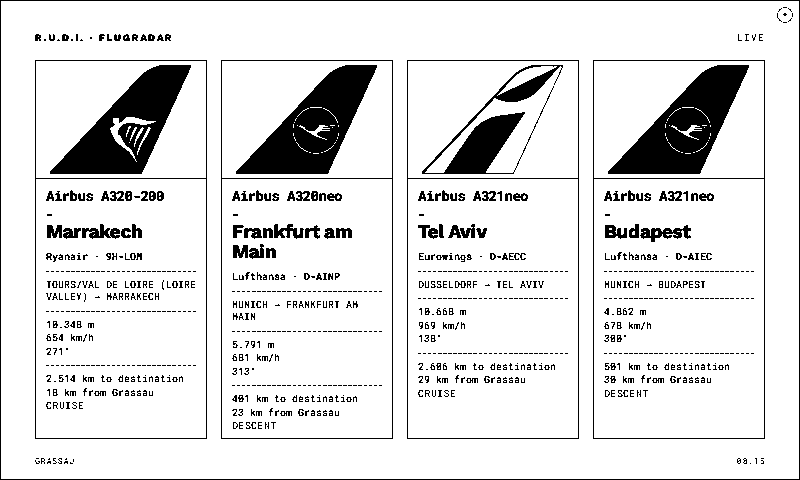 R.U.D.I. · FLUGRADAR
LIVE
Airbus A320-200
-
Marrakech
Ryanair · 9H-LOM
TOURS/VAL DE LOIRE (LOIRE
VALLEY) → MARRAKECH
10.348 m
654 km/h
271°
2.514 km to destination
18 km from Grassau
CRUISE
Airbus A320neo
-
Frankfurt am
Main
Lufthansa · D-AINP
MUNICH → FRANKFURT AM
MAIN
5.791 m
681 km/h
313°
401 km to destination
23 km from Grassau
DESCENT
Airbus A321neo
-
Tel Aviv
Eurowings · D-AECC
DUSSELDORF → TEL AVIV
10.668 m
969 km/h
138°
2.606 km to destination
29 km from Grassau
CRUISE
Airbus A321neo
-
Budapest
Lufthansa · D-AIEC
MUNICH → BUDAPEST
4.862 m
678 km/h
300°
501 km to destination
30 km from Grassau
DESCENT
GRASSAU
08.15